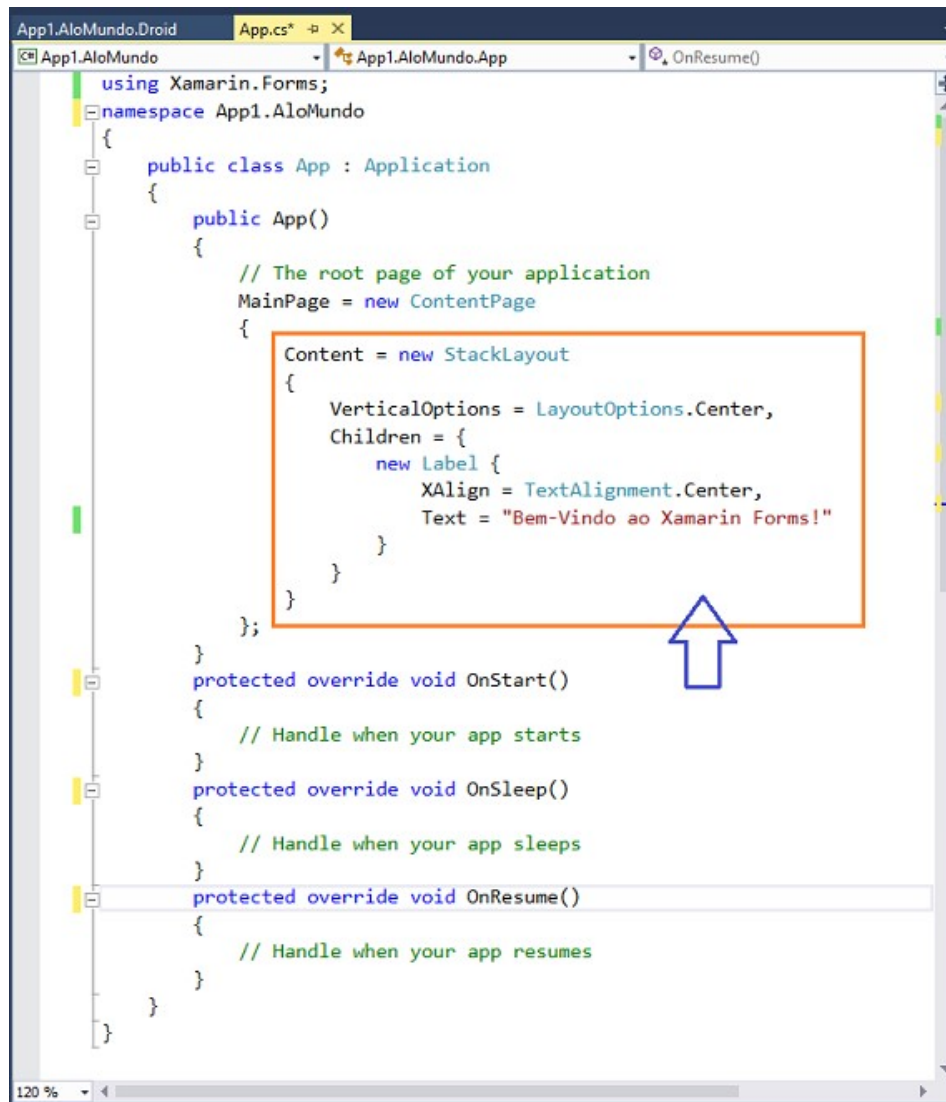 App1.AloMundo.Droid App.cs*
C# App1.AloMundo App1.AloMundo.App OnResume()
using Xamarin.Forms;
namespace App1.AloMundo
{
public class App : Application
{
public App()
{
// The root page of your application
MainPage = new ContentPage
{
Content = new StackLayout
{
VerticalOptions = LayoutOptions.Center,
Children = {
new Label {
XAlign = TextAlignment.Center,
Text = "Bem-Vindo ao Xamarin Forms!"
}
}
}
};
}
protected override void OnStart()
{
// Handle when your app starts
}
protected override void OnSleep()
{
// Handle when your app sleeps
}
protected override void OnResume()
{
// Handle when your app resumes
}
}
}
120 %